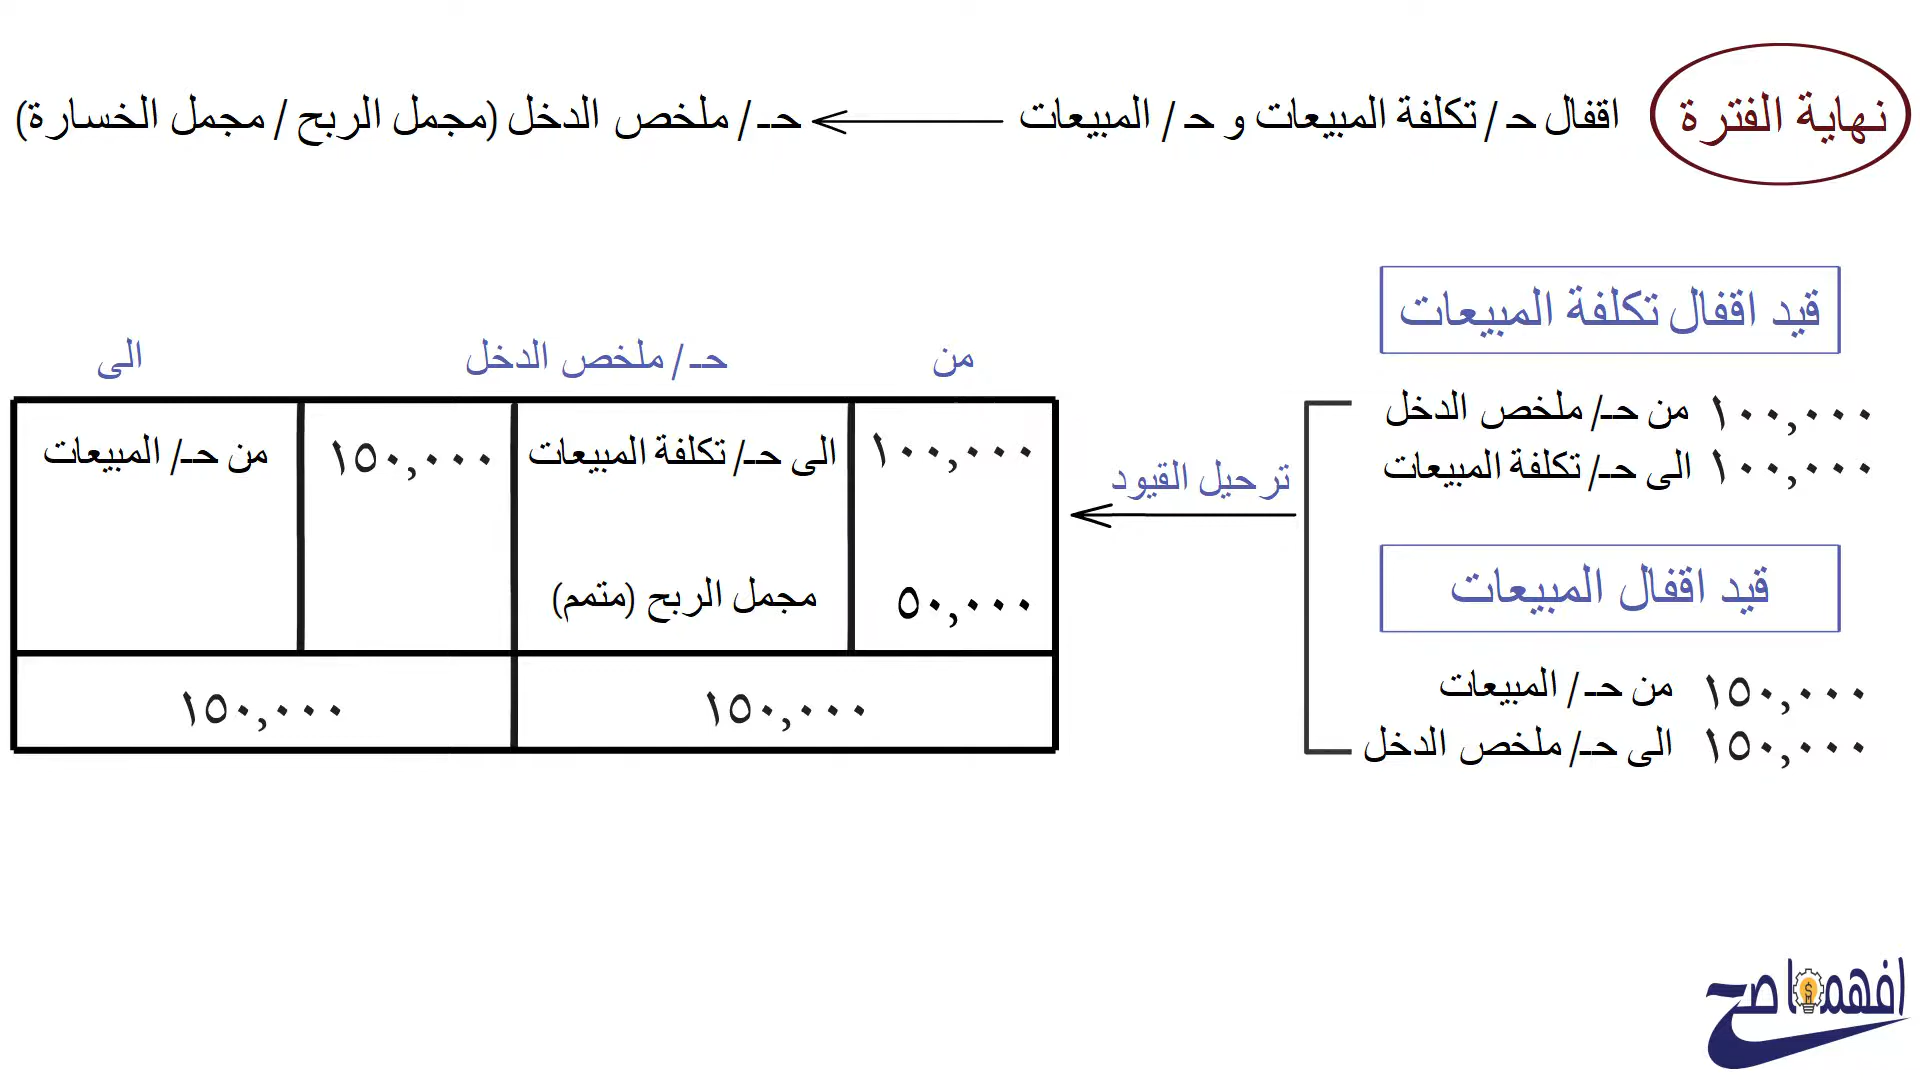 نهاية الفترة
اقفال حـ / تكلفة المبيعات و حـ / المبيعات
حـ / ملخص الدخل (مجمل الربح / مجمل الخسارة)
قيد اقفال تكلفة المبيعات
١٠٠,٠٠٠ من حـ/ ملخص الدخل
١٠٠,٠٠٠ الى حـ/ تكلفة المبيعات
قيد اقفال المبيعات
١٥٠,٠٠٠ من حـ / المبيعات
١٥٠,٠٠٠ الى حـ/ ملخص الدخل
ترحيل القيود
من حـ / ملخص الدخل الى
١٠٠,٠٠٠ الى حـ/ تكلفة المبيعات ١٥٠,٠٠٠ من حـ/ المبيعات
٥٠,٠٠٠ مجمل الربح (متمم)
١٥٠,٠٠٠ ١٥٠,٠٠٠
افهمها صح